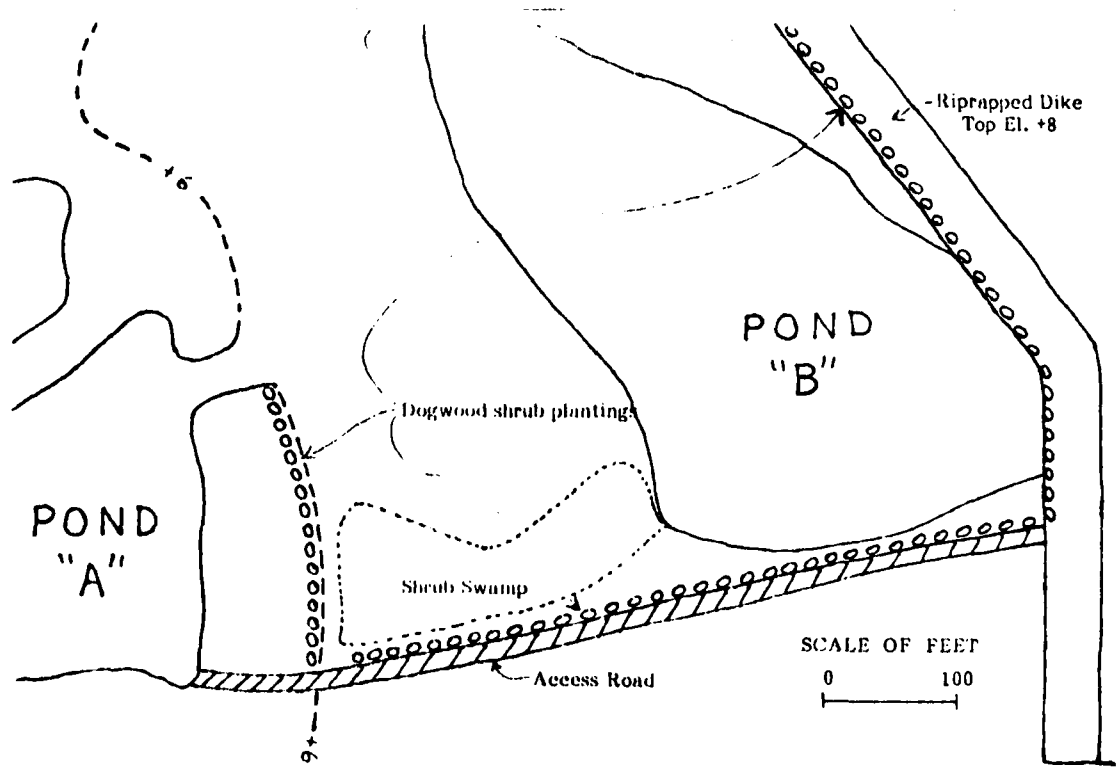 -Riprapped Dike
Top El. +8
+6
POND
"B"
Dogwood shrub plantings
POND
"A"
Shrub Swamp
SCALE OF FEET
0 100
Access Road
+6